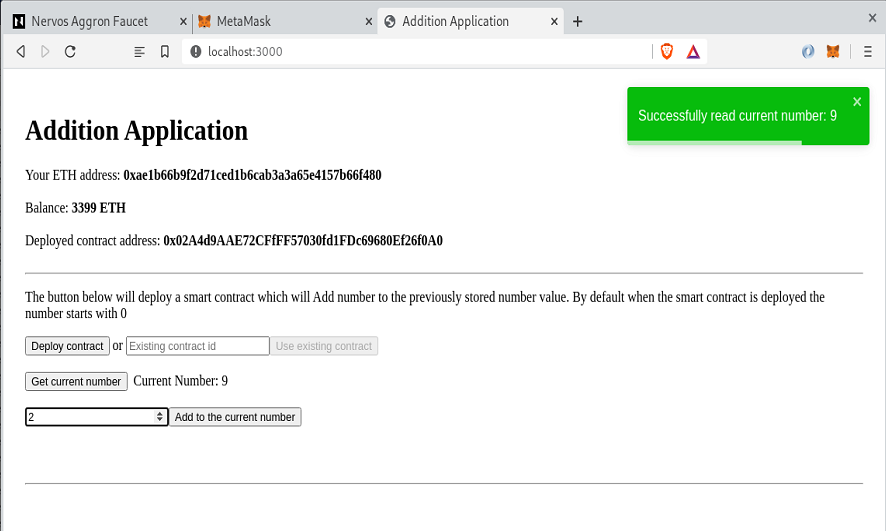 Nervos Aggron Faucet
MetaMask
Addition Application
localhost:3000
Successfully read current number: 9
Addition Application
Your ETH address: 0xae1b66b9f2d71ced1b6cab3a3a65e4157b66f480
Balance: 3399 ETH
Deployed contract address: 0x02A4d9AAE72CFfFF57030fd1FDc69680Ef26f0A0
The button below will deploy a smart contract which will Add number to the previously stored number value. By default when the smart contract is deployed the
number starts with 0
Deploy contract or Existing contract id Use existing contract
Get current number Current Number: 9
2 Add to the current number